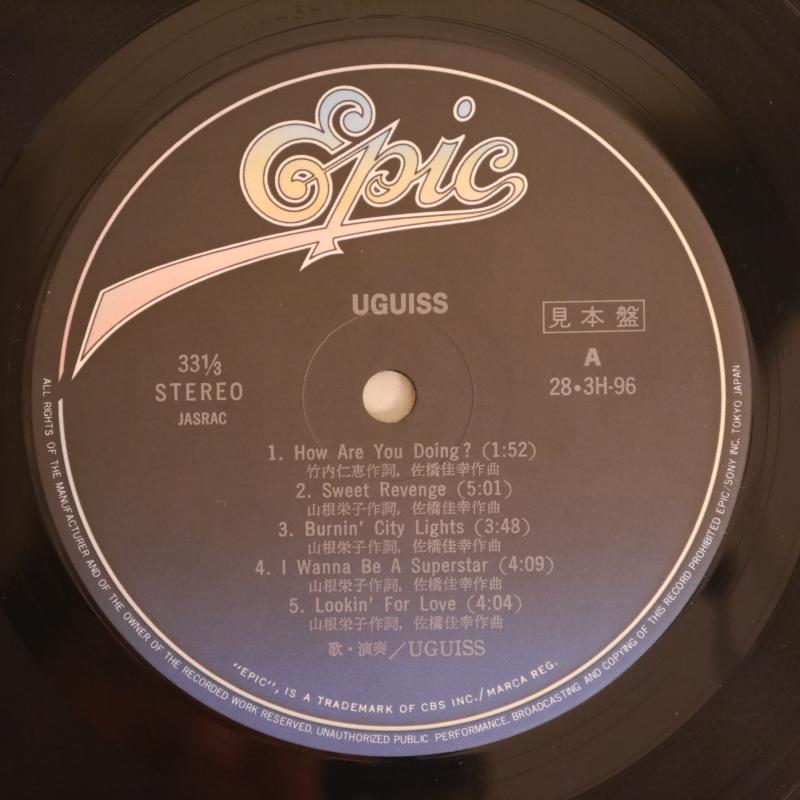 Epic
UGUISS
見本盤
33⅓
STEREO
JASRAC
A
28•3H-96
1. How Are You Doing? (1:52)
竹内仁恵作詞, 佐橋佳幸作曲
2. Sweet Revenge (5:01)
山根栄子作詞, 佐橋佳幸作曲
3. Burnin' City Lights (3:48)
山根栄子作詞, 佐橋佳幸作曲
4. I Wanna Be A Superstar (4:09)
山根栄子作詞, 佐橋佳幸作曲
5. Lookin' For Love (4:04)
山根栄子作詞, 佐橋佳幸作曲
歌・演奏/UGUISS
"EPIC", IS A TRADEMARK OF CBS INC./MARCA REG.
ALL RIGHTS OF THE MANUFACTURER AND OF THE OWNER OF THE RECORDED WORK RESERVED. UNAUTHORIZED PUBLIC PERFORMANCE, BROADCASTING AND COPYING OF THIS RECORD PROHIBITED EPIC/SONY INC. TOKYO JAPAN